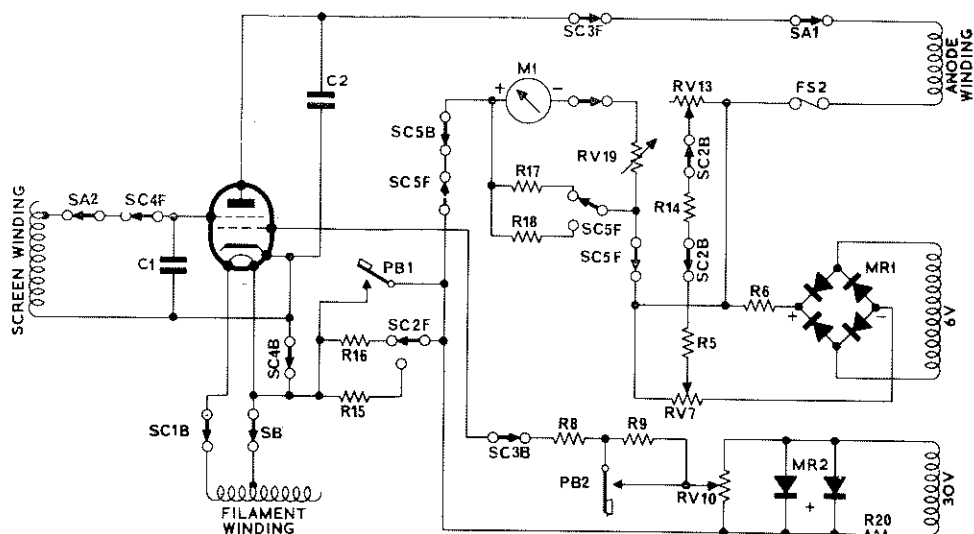 SC3F
SA1
ANODE
WINDING
C2
M1
+
−
RV13
FS2
SC5B
SC2B
RV19
SC5F
R17
R14
SA2
SC4F
R18
SC5F
SC5F
SC2B
SCREEN WINDING
C1
PB1
MR1
R6
+
−
6V
SC2F
R16
R5
SC4B
R15
RV7
SC1B
SB
R8
R9
SC3B
MR2
PB2
RV10
+
30V
R20
FILAMENT
WINDING